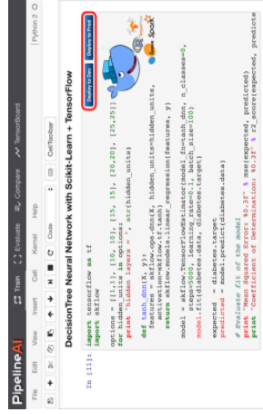 PipelineAI
Train
Evaluate
Compare
TensorBoard
File Edit View Insert Cell Kernel Help
Python 2
Code
CellToolbar
Deploy to Dev Deploy to Prod
DecisionTree Neural Network with Scikit-Learn + TensorFlow
In [11]: import tensorflow as tf
import skflow
options = [[1], [10, 10], [15, 15], [20,20], [25,25]]
for hidden_units in options:
print "hidden layers = ", str(hidden_units)
def tanh_dnn(X, y):
features = skflow.ops.dnn(X, hidden_units=hidden_units,
activation=skflow.tf.tanh)
return skflow.models.linear_regression(features, y)
model = skflow.TensorFlowEstimator(model_fn=tanh_dnn, n_classes=0,
steps=5000, learning_rate=0.1, batch_size=100)
model.fit(diabetes.data, diabetes.target)
expected = diabetes.target
predicted = model.predict(diabetes.data)
# Evaluate fit of the model
print "Mean Squared Error: %0.3f" % mse(expected, predicted)
print "Coefficient of Determination: %0.3f" % r2_score(expected, predicte